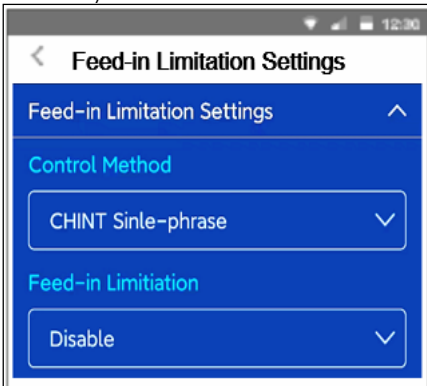 12:30
Feed-in Limitation Settings
Feed-in Limitation Settings
Control Method
CHINT Sinle-phrase
Feed-in Limitiation
Disable